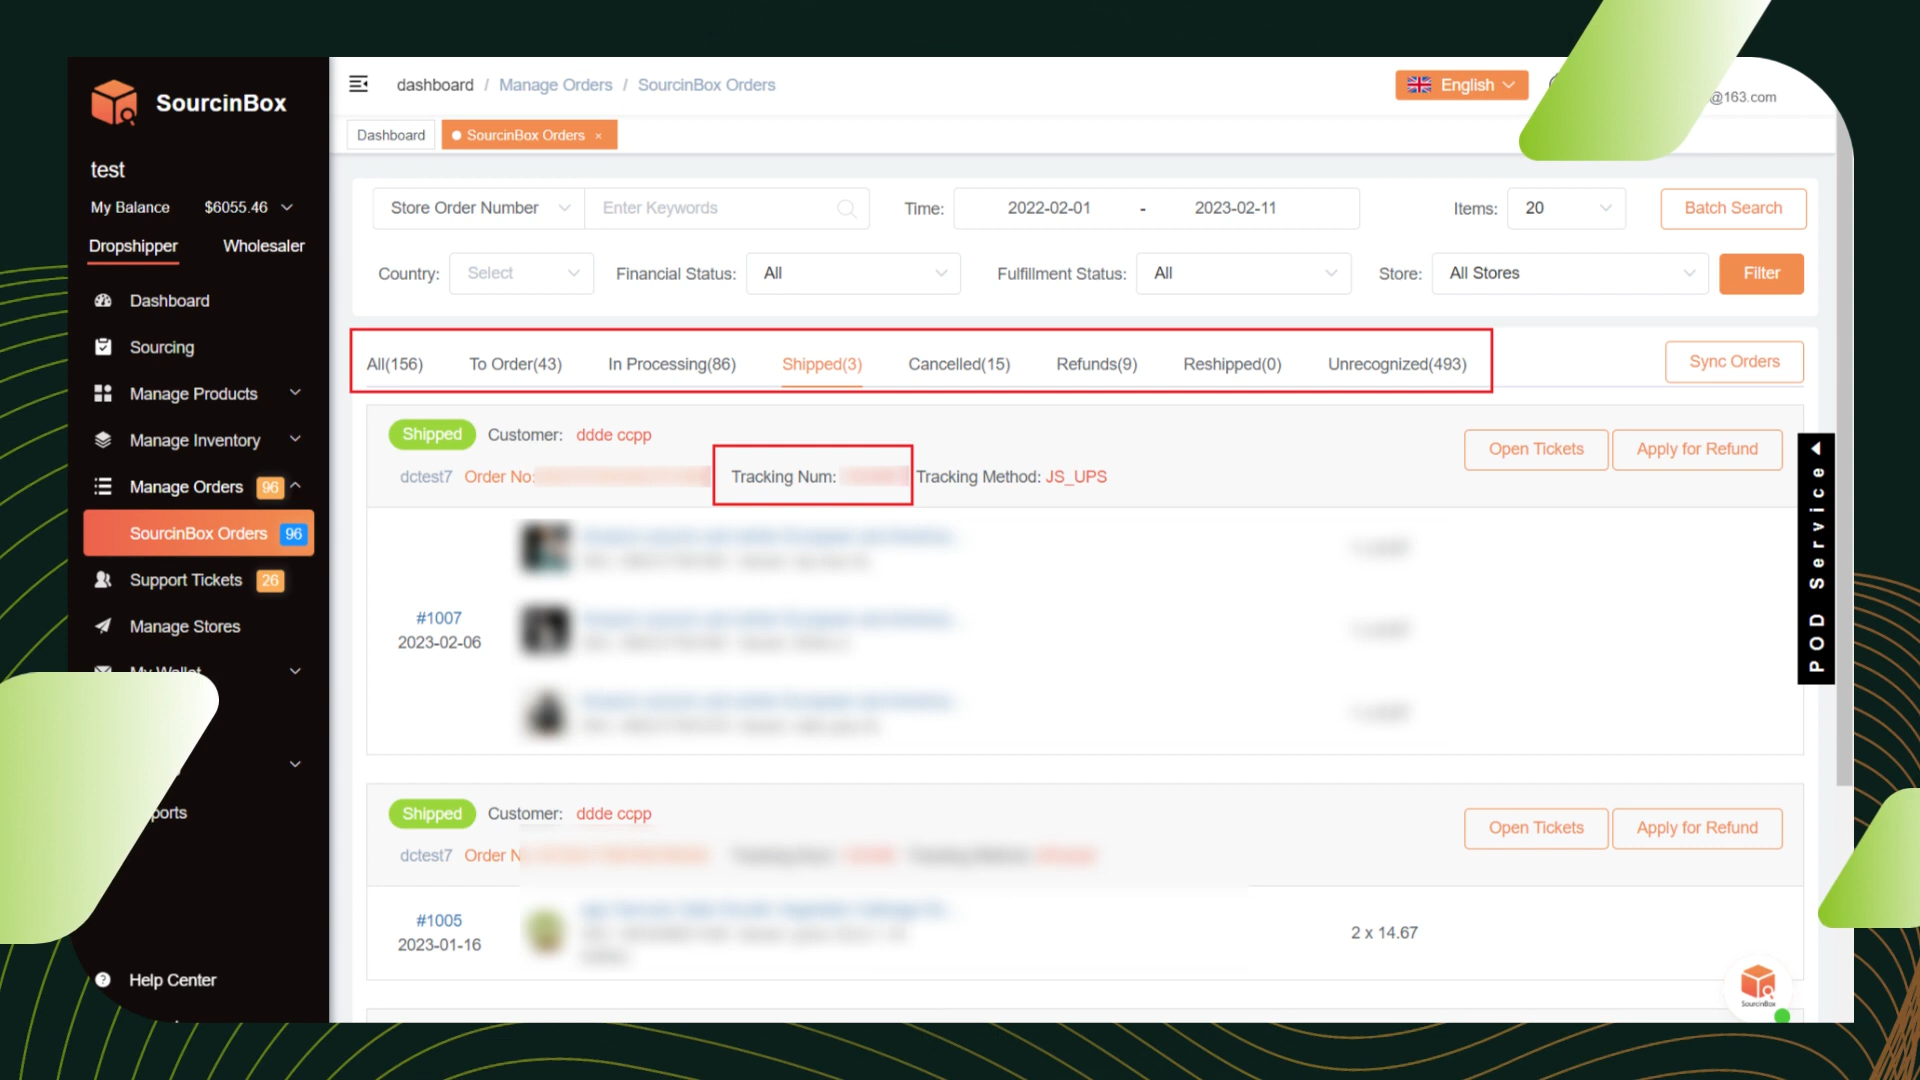 SourcinBox
test
My Balance $6055.46
Dropshipper Wholesaler
Dashboard
Sourcing
Manage Products
Manage Inventory
Manage Orders 96
SourcinBox Orders 96
Support Tickets 26
Manage Stores
My Wallet
ports
Help Center
dashboard / Manage Orders / SourcinBox Orders
English
@163.com
Dashboard
SourcinBox Orders ×
Store Order Number Enter Keywords Time: 2022-02-01 - 2023-02-11 Items: 20 Batch Search
Country: Select Financial Status: All Fulfillment Status: All Store: All Stores Filter
All(156) To Order(43) In Processing(86) Shipped(3) Cancelled(15) Refunds(9) Reshipped(0) Unrecognized(493) Sync Orders
Shipped Customer: ddde ccpp
Open Tickets Apply for Refund
dctest7 Order No: Tracking Num: Tracking Method: JS_UPS
#1007
2023-02-06
POD Service
Shipped Customer: ddde ccpp
Open Tickets Apply for Refund
dctest7 Order N
#1005
2023-01-16
2 x 14.67
SourcinBox